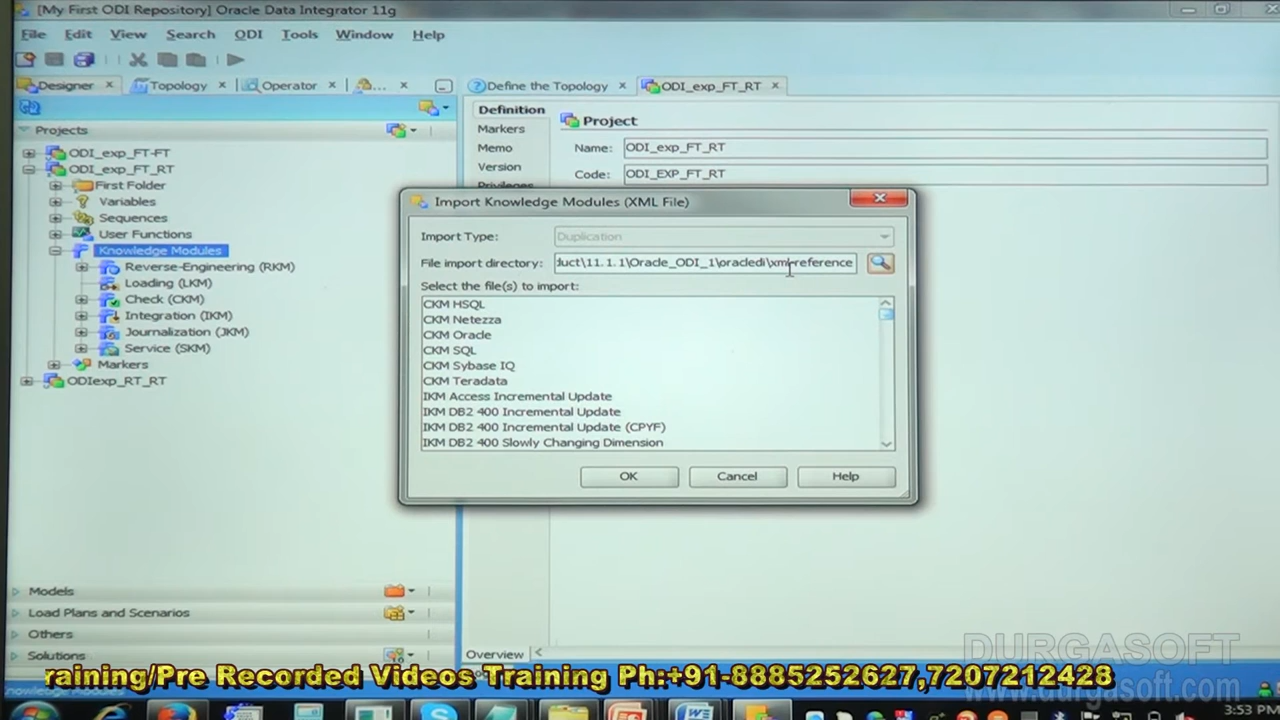 [My First ODI Repository] Oracle Data Integrator 11g
File Edit View Search ODI Tools Window Help
Designer Topology Operator ... Define the Topology ODI_exp_FT_RT
Projects
ODI_exp_FT-FT
ODI_exp_FT_RT
First Folder
Variables
Sequences
User Functions
Knowledge Modules
Reverse-Engineering (RKM)
Loading (LKM)
Check (CKM)
Integration (IKM)
Journalization (JKM)
Service (SKM)
Markers
ODIexp_RT_RT
Models
Load Plans and Scenarios
Others
Solutions
Knowledge Modules
Definition
Markers
Memo
Version
Privileges
Project
Name: ODI_exp_FT_RT
Code: ODI_EXP_FT_RT
Import Knowledge Modules (XML File)
Import Type: Duplication
File import directory: duct\11.1.1\Oracle_ODI_1\oracledi\xml-reference
Select the file(s) to import:
CKM HSQL
CKM Netezza
CKM Oracle
CKM SQL
CKM Sybase IQ
CKM Teradata
IKM Access Incremental Update
IKM DB2 400 Incremental Update
IKM DB2 400 Incremental Update (CPYF)
IKM DB2 400 Slowly Changing Dimension
OK Cancel Help
Overview
DURGASOFT
www.durgasoft.com
raining/Pre Recorded Videos Training Ph:+91-8885252627,7207212428
3:53 PM